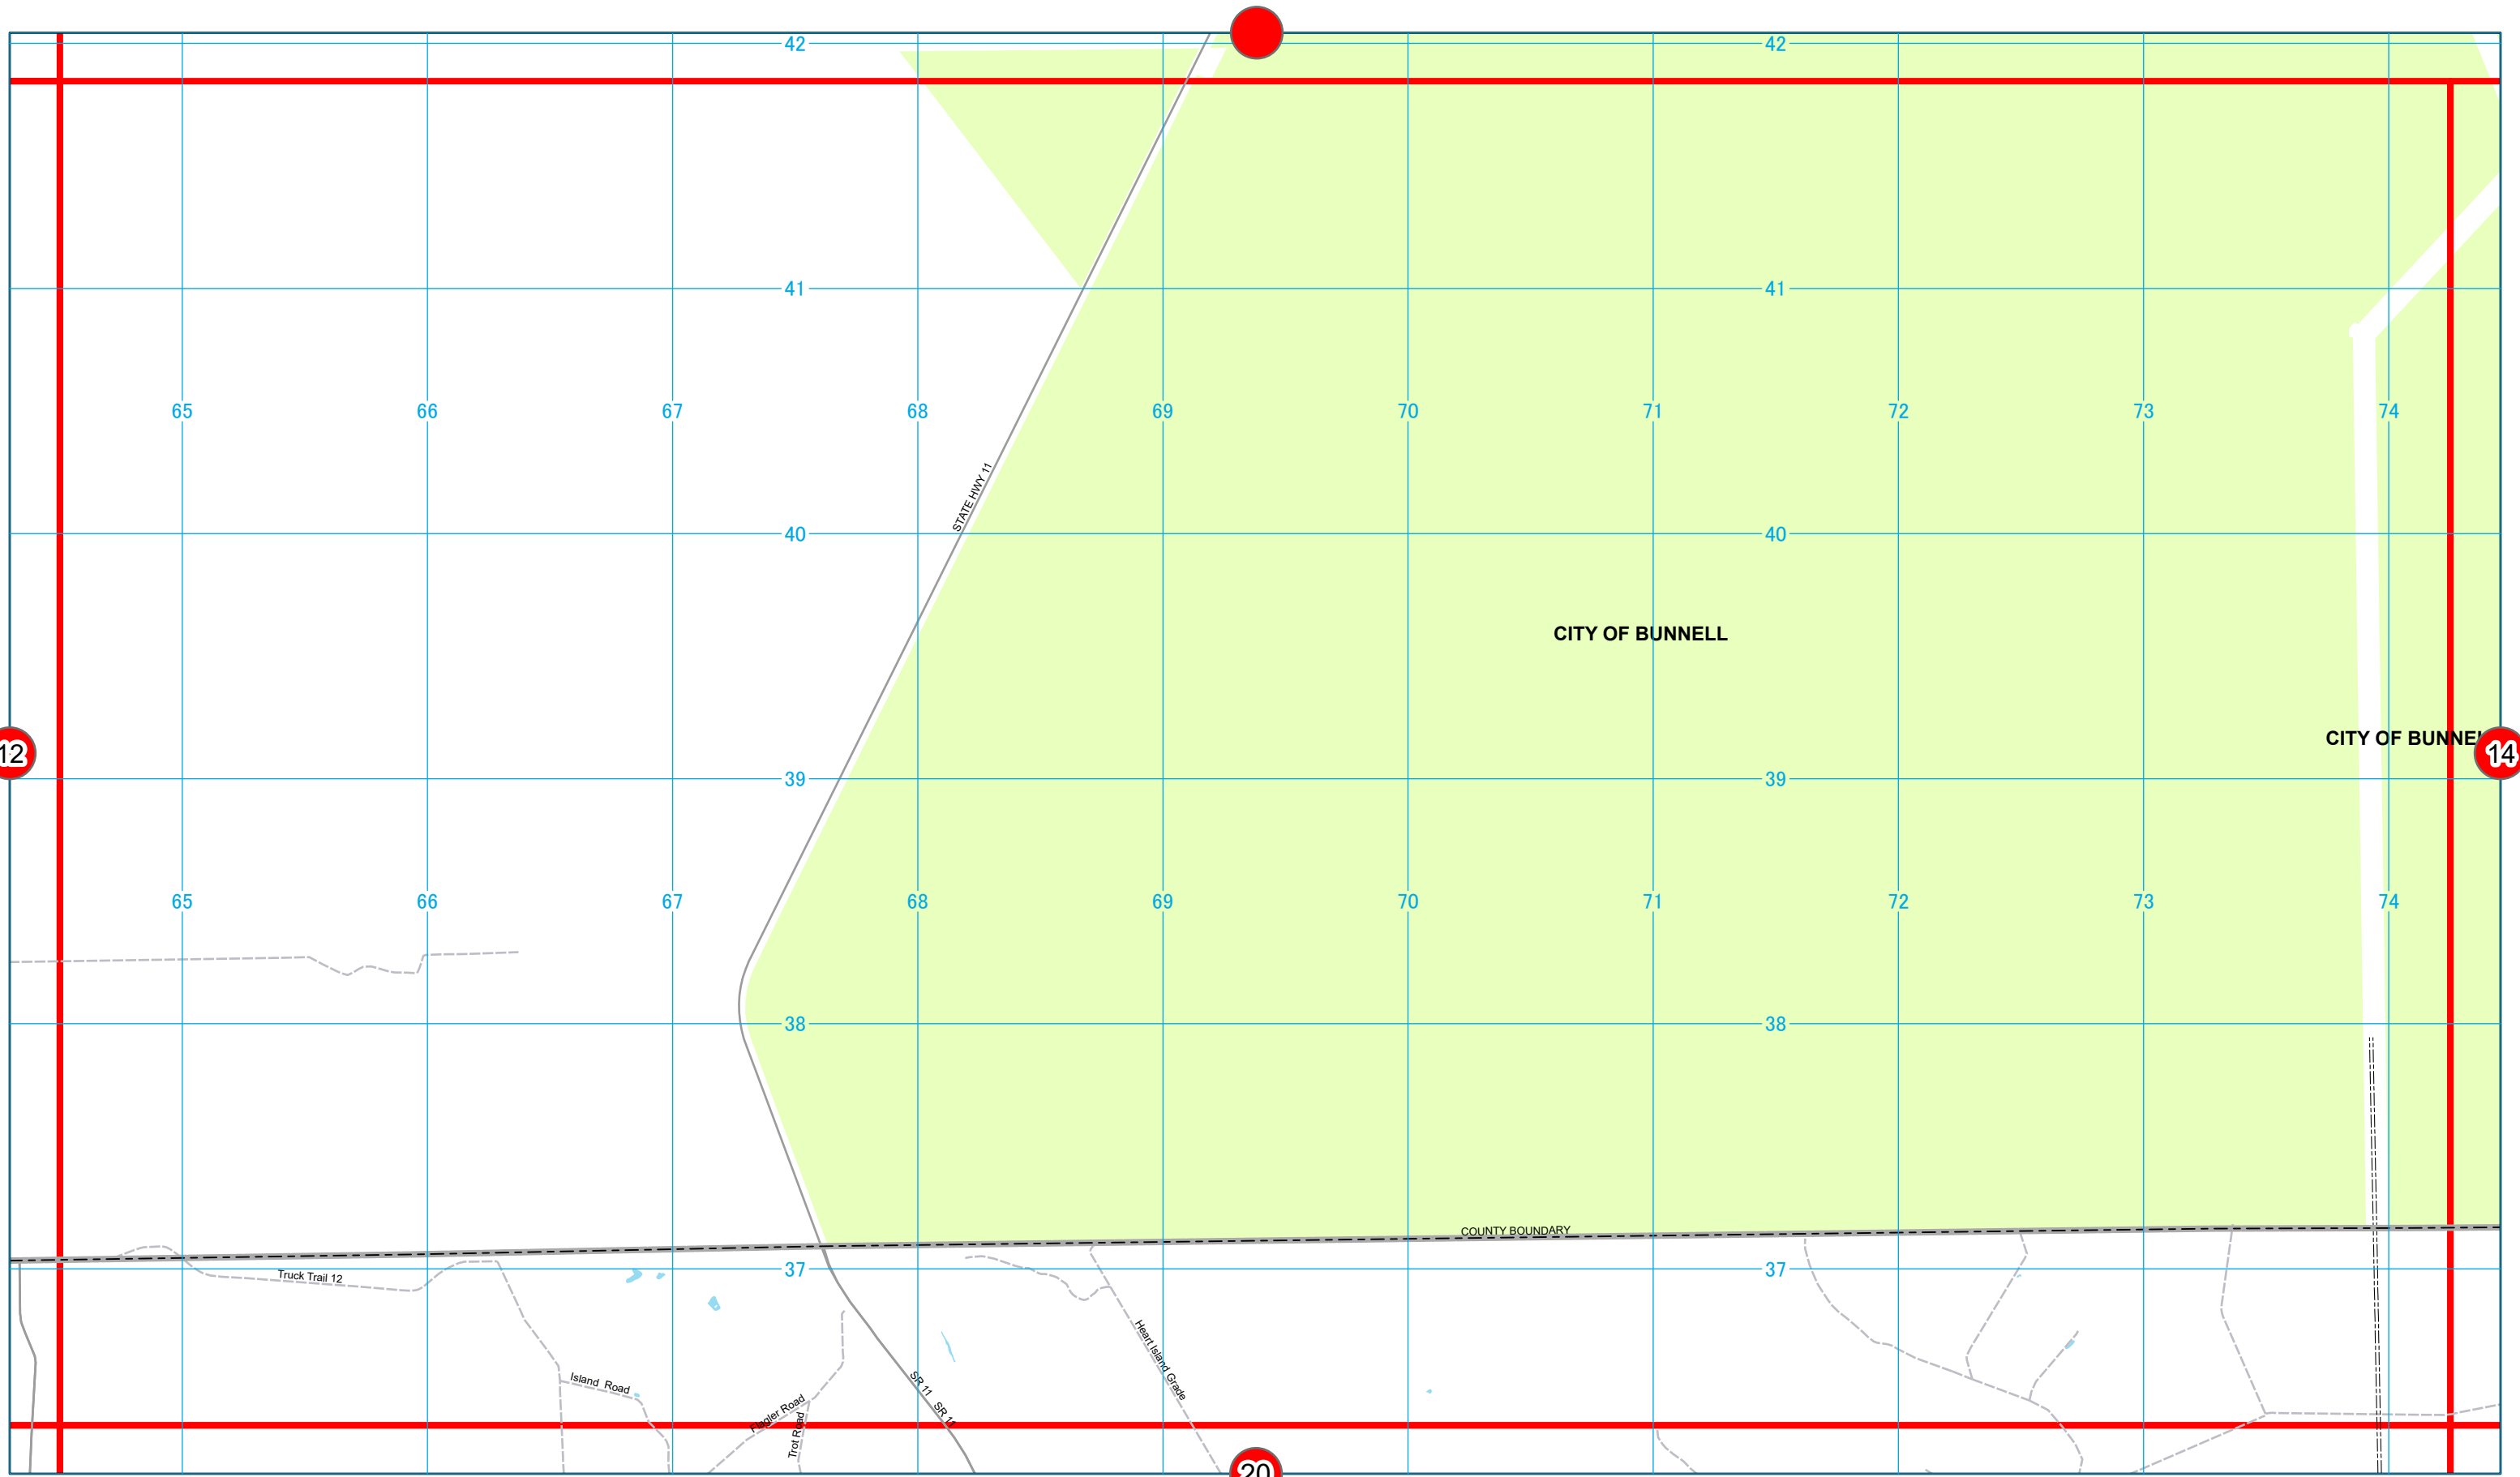 42 42
41 41
65 66 67 68 69 70 71 72 73 74
STATE HWY 11
40 40
CITY OF BUNNELL
CITY OF BUNNEL
12
14
39 39
65 66 67 68 69 70 71 72 73 74
38 38
COUNTY BOUNDARY
37 37
Truck Trail 12
Heart Island Grade
Island Road
SR 11
SR 11
Flagler Road
Trot Road
20